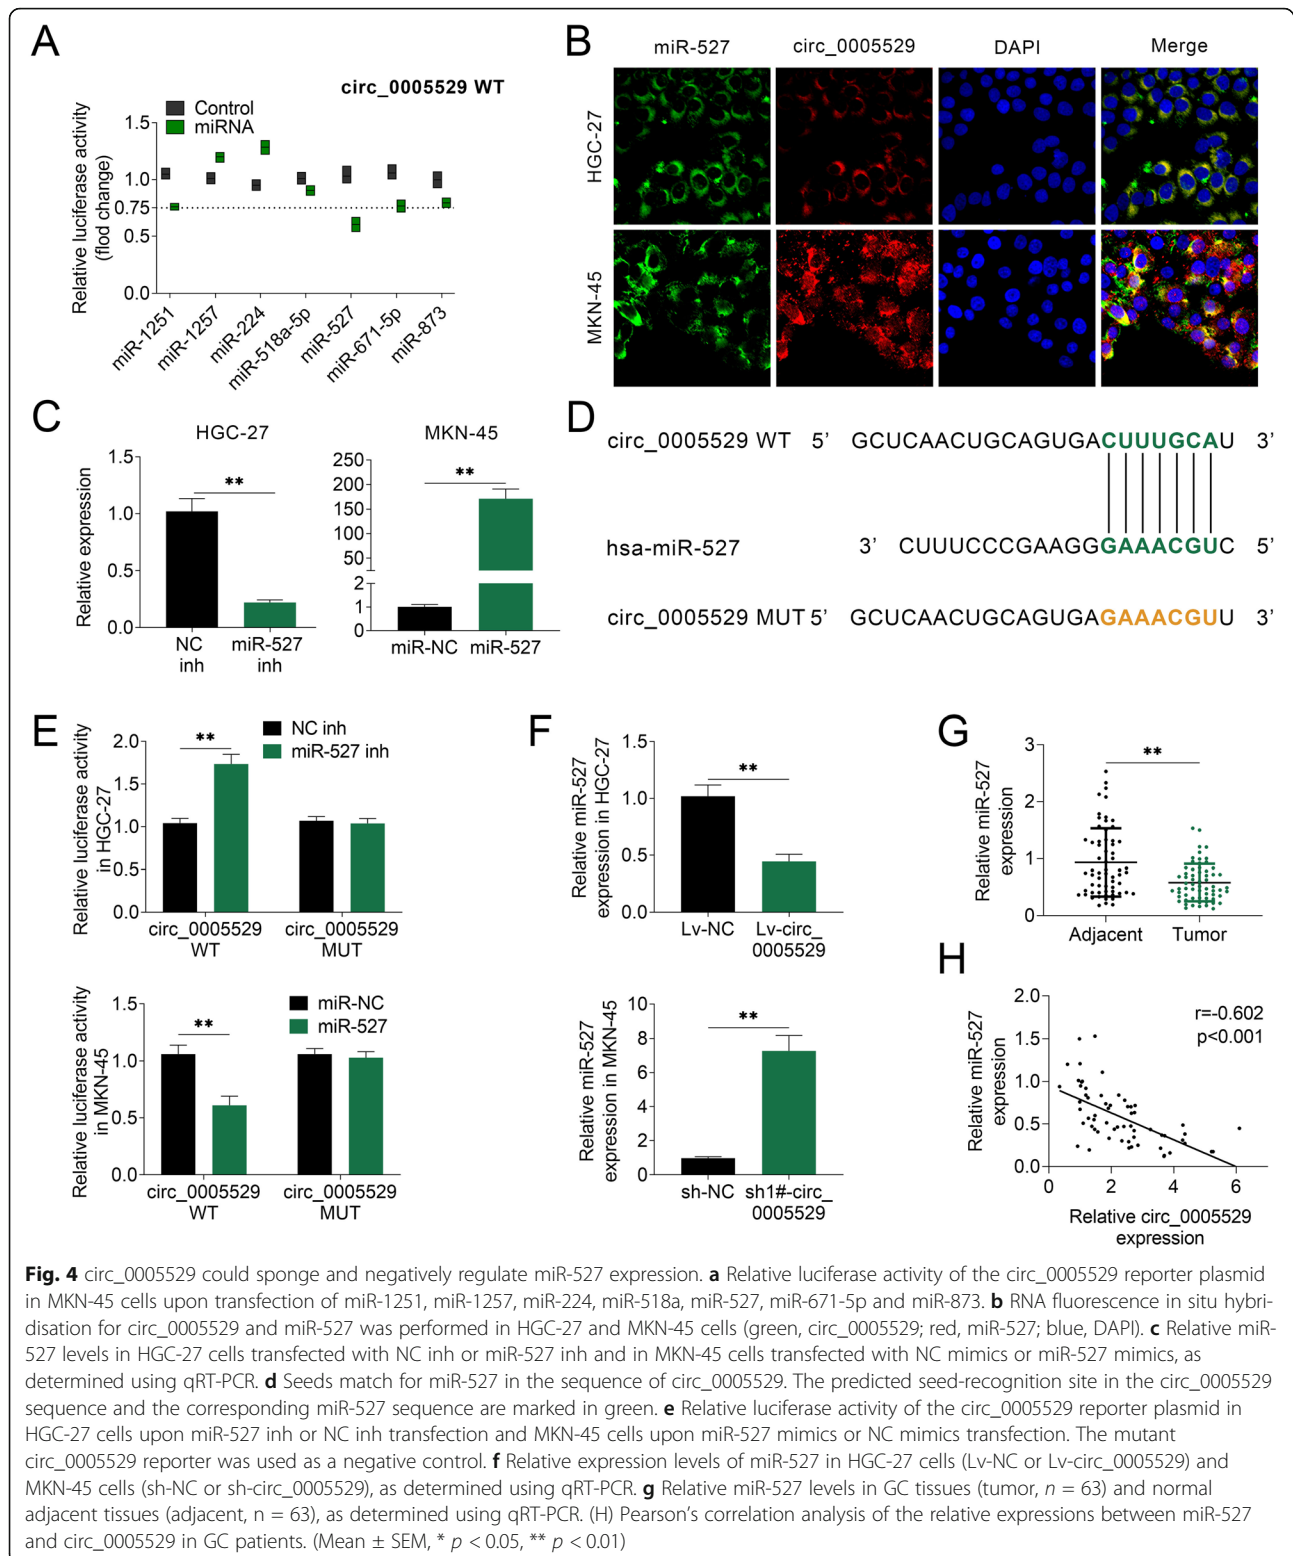 A
circ_0005529 WT
Control
miRNA
Relative luciferase activity
(flod change)
1.5
1.0
0.75
0.5
0.0
miR-1251
miR-1257
miR-224
miR-518a-5p
miR-527
miR-671-5p
miR-873
B
miR-527 circ_0005529 DAPI Merge
HGC-27
MKN-45
C
HGC-27
Relative expression
1.5
1.0
0.5
0.0
**
NC inh
miR-527 inh
MKN-45
250
200
150
100
50
2
1
0
**
miR-NC miR-527
D
circ_0005529 WT 5’ GCUCAACUGCAGUGACUUUGCAU 3’
hsa-miR-527 3’ CUUUCCCGAAGGGAAACGUC 5’
circ_0005529 MUT 5’ GCUCAACUGCAGUGAGAAACGUU 3’
E
NC inh
miR-527 inh
Relative luciferase activity
in HGC-27
2.0
1.5
1.0
0.5
0.0
**
circ_0005529 WT
circ_0005529 MUT
miR-NC
miR-527
Relative luciferase activity
in MKN-45
1.5
1.0
0.5
0.0
**
circ_0005529 WT
circ_0005529 MUT
F
Relative miR-527
expression in HGC-27
1.5
1.0
0.5
0.0
**
Lv-NC Lv-circ_
0005529
Relative miR-527
expression in MKN-45
10
8
6
4
2
0
**
sh-NC sh1#-circ_
0005529
G
Relative miR-527
expression
3
2
1
0
**
Adjacent Tumor
H
Relative miR-527
expression
2.0
1.5
1.0
0.5
0.0
r=-0.602
p<0.001
0 2 4 6
Relative circ_0005529
expression
Fig. 4 circ_0005529 could sponge and negatively regulate miR-527 expression. a Relative luciferase activity of the circ_0005529 reporter plasmid
in MKN-45 cells upon transfection of miR-1251, miR-1257, miR-224, miR-518a, miR-527, miR-671-5p and miR-873. b RNA fluorescence in situ hybri-
disation for circ_0005529 and miR-527 was performed in HGC-27 and MKN-45 cells (green, circ_0005529; red, miR-527; blue, DAPI). c Relative miR-
527 levels in HGC-27 cells transfected with NC inh or miR-527 inh and in MKN-45 cells transfected with NC mimics or miR-527 mimics, as
determined using qRT-PCR. d Seeds match for miR-527 in the sequence of circ_0005529. The predicted seed-recognition site in the circ_0005529
sequence and the corresponding miR-527 sequence are marked in green. e Relative luciferase activity of the circ_0005529 reporter plasmid in
HGC-27 cells upon miR-527 inh or NC inh transfection and MKN-45 cells upon miR-527 mimics or NC mimics transfection. The mutant
circ_0005529 reporter was used as a negative control. f Relative expression levels of miR-527 in HGC-27 cells (Lv-NC or Lv-circ_0005529) and
MKN-45 cells (sh-NC or sh-circ_0005529), as determined using qRT-PCR. g Relative miR-527 levels in GC tissues (tumor, n = 63) and normal
adjacent tissues (adjacent, n = 63), as determined using qRT-PCR. (H) Pearson’s correlation analysis of the relative expressions between miR-527
and circ_0005529 in GC patients. (Mean ± SEM, * p < 0.05, ** p < 0.01)